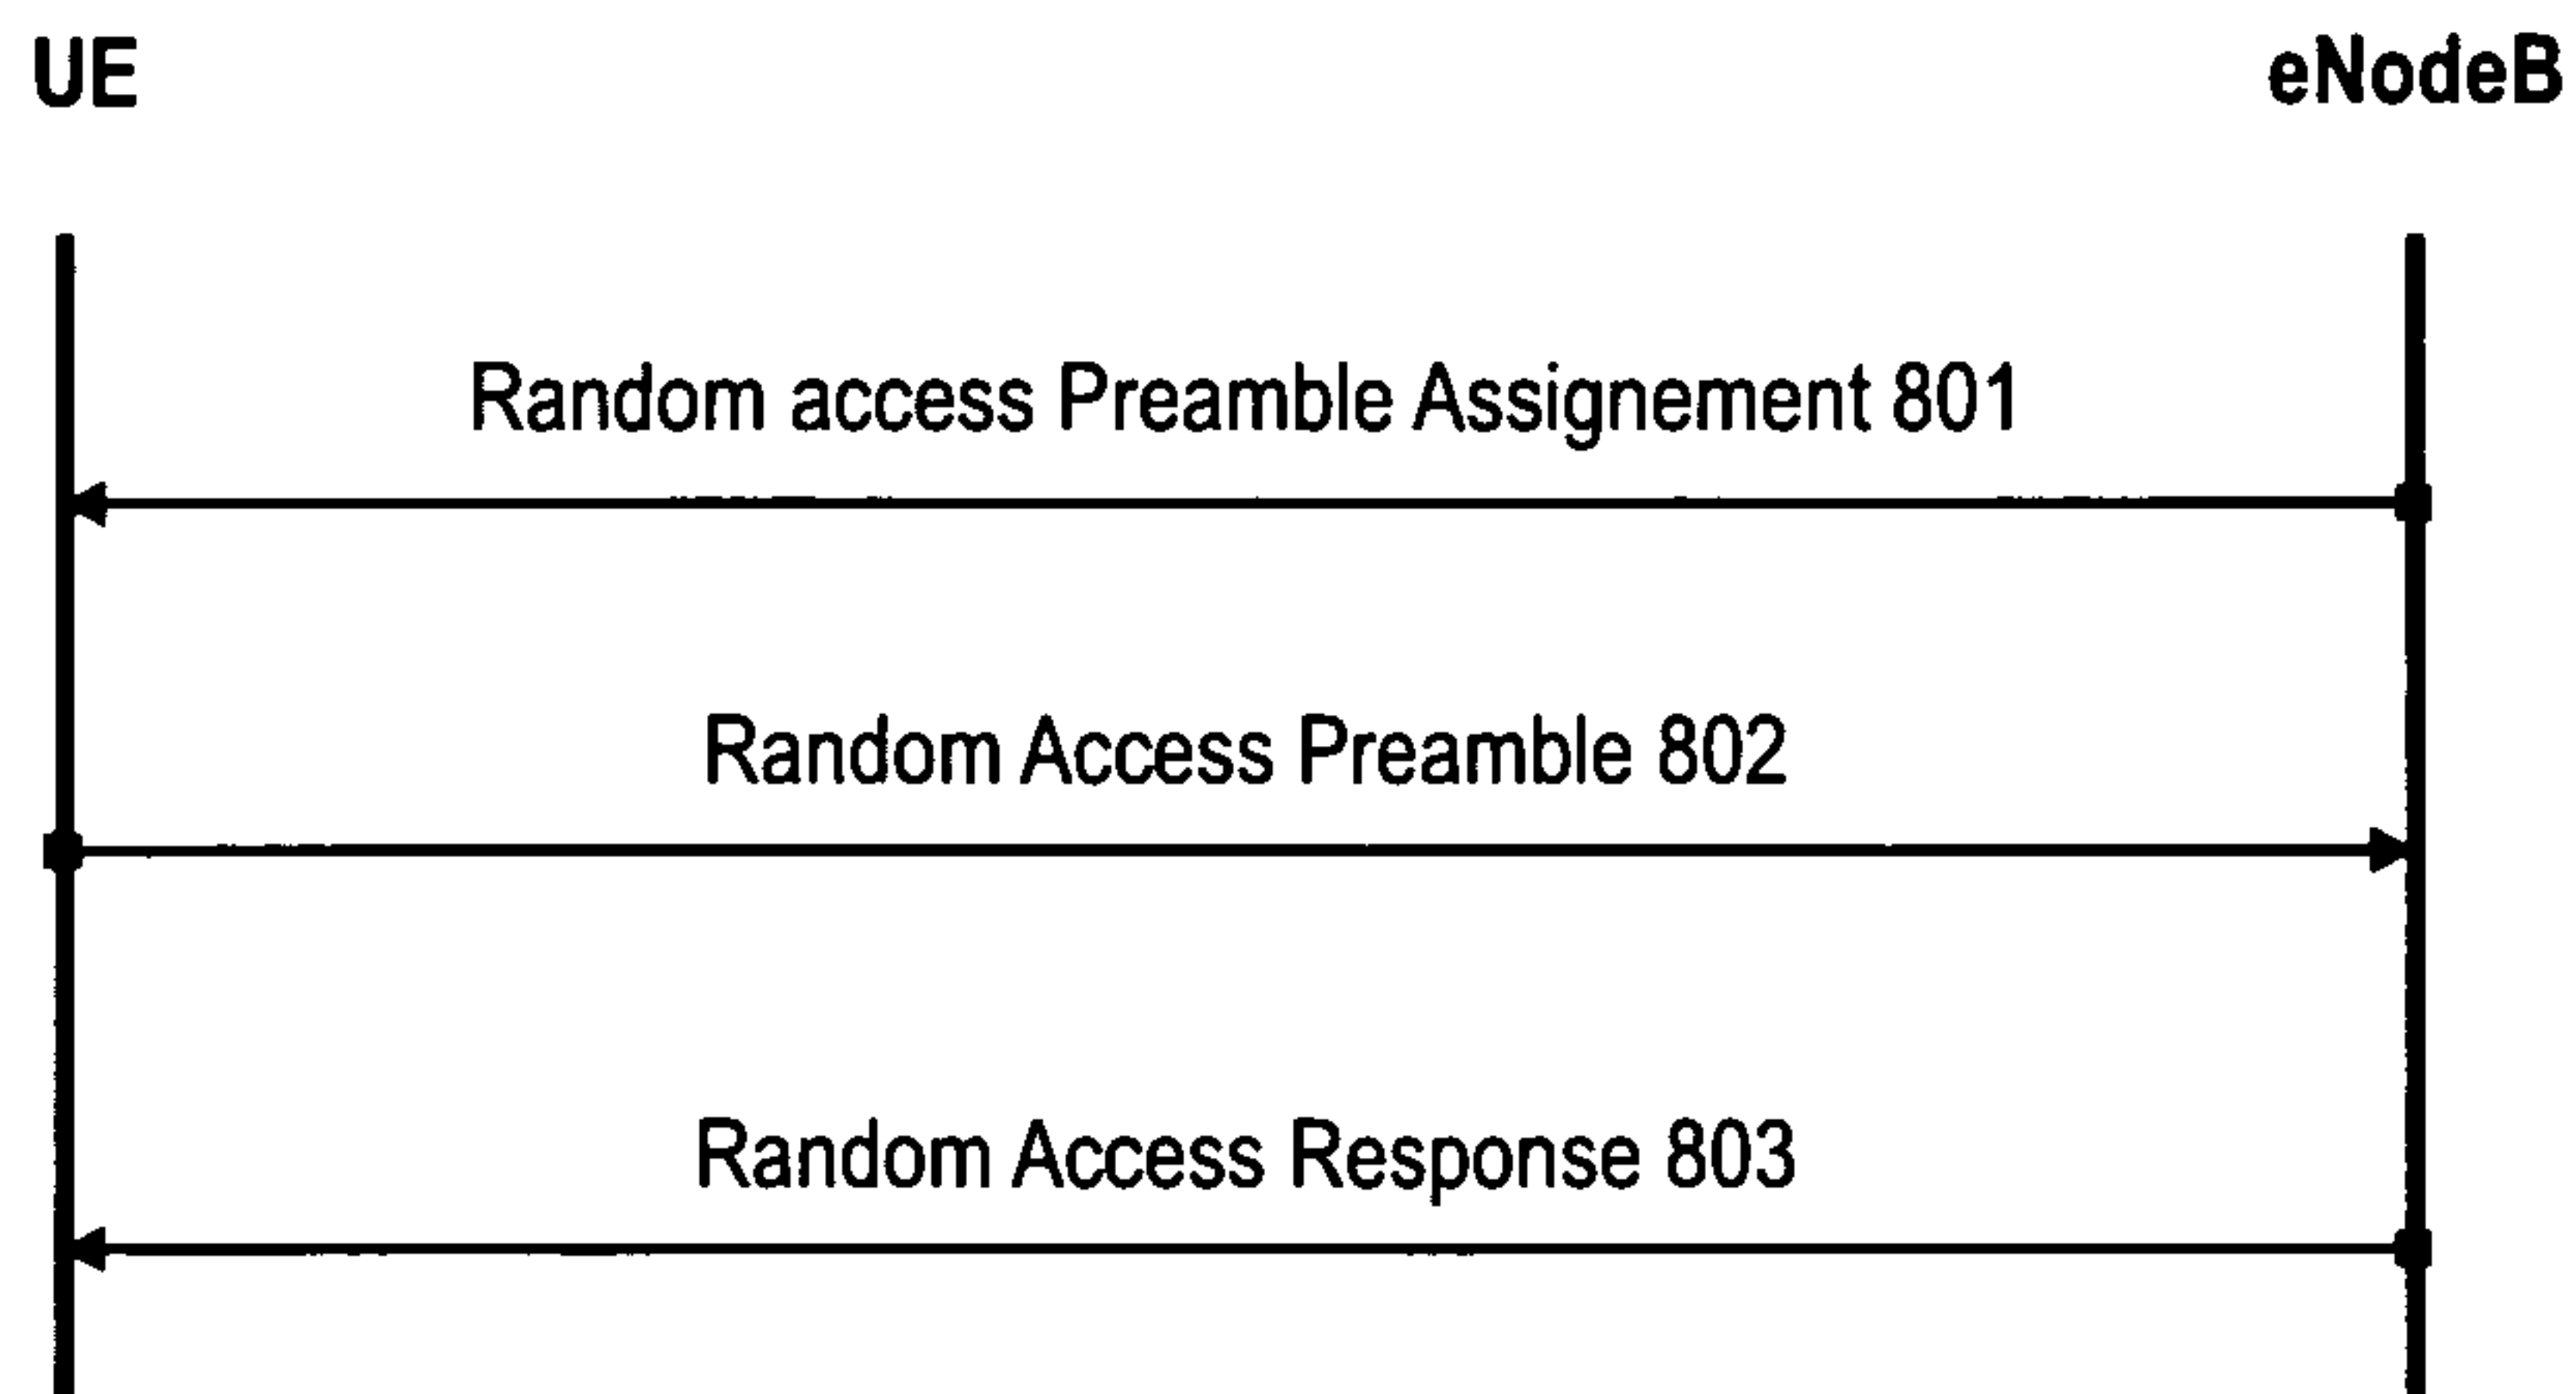 UE eNodeB
Random access Preamble Assignement 801
Random Access Preamble 802
Random Access Response 803